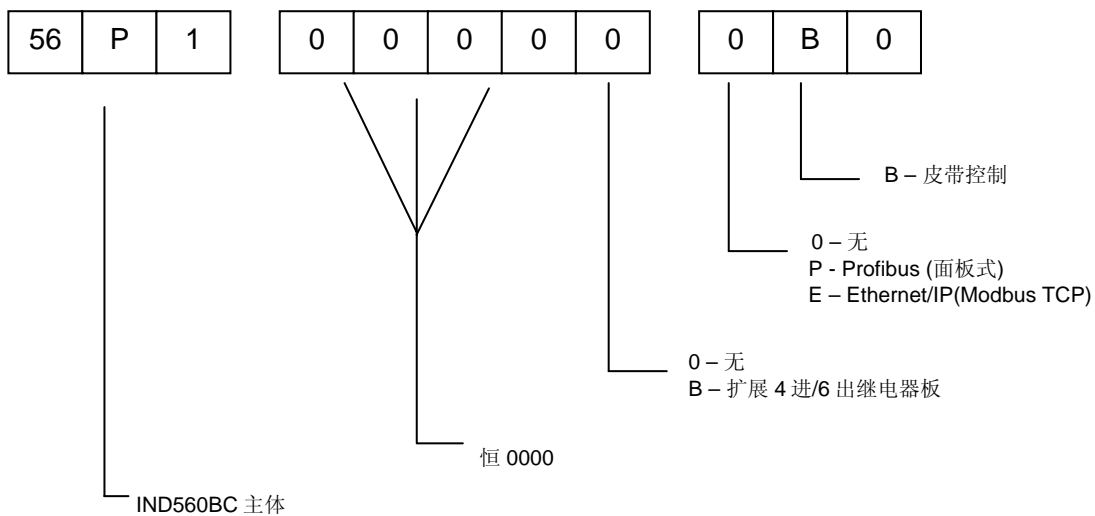 56 P 1 0 0 0 0 0 0 B 0
B – 皮带控制
0 – 无
P - Profibus (面板式)
E – Ethernet/IP(Modbus TCP)
0 – 无
B – 扩展 4 进/6 出继电器板
恒 0000
IND560BC 主体